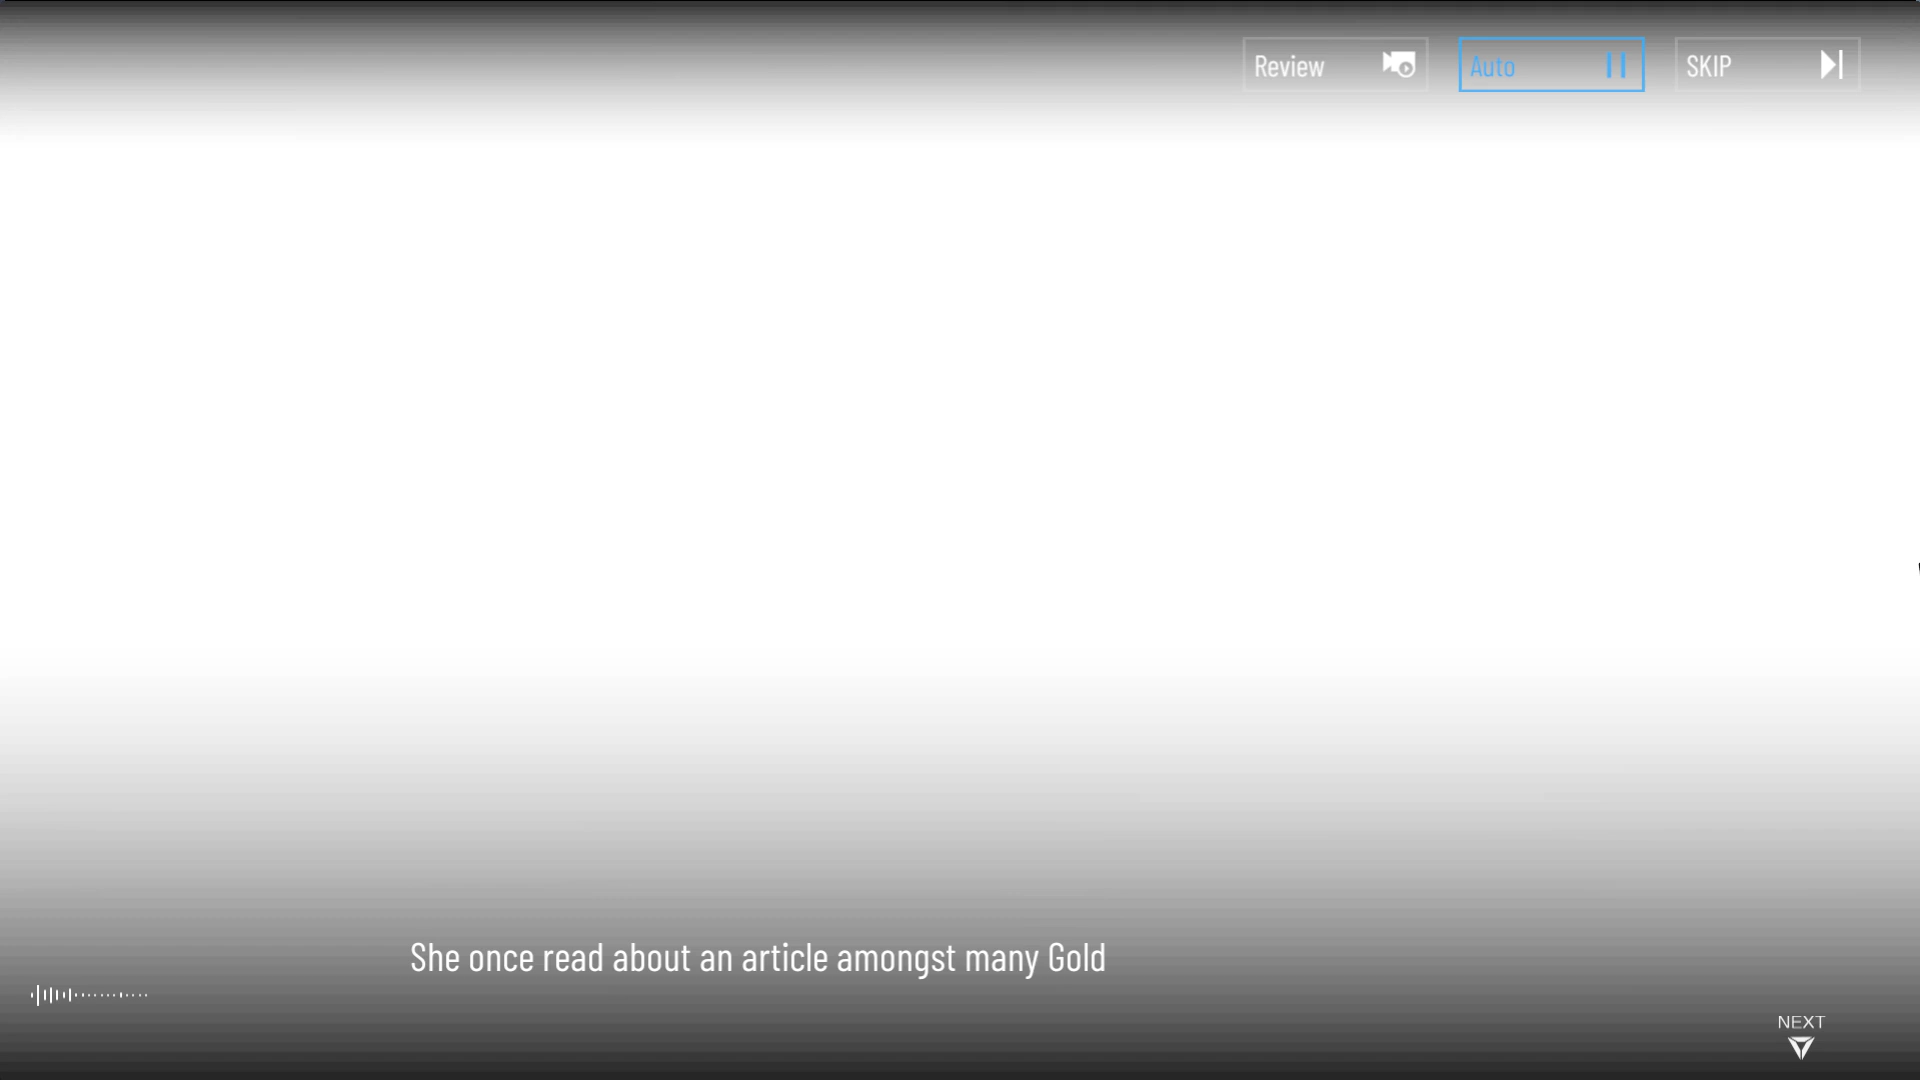 Review
Auto
SKIP
She once read about an article amongst many Gold
NEXT